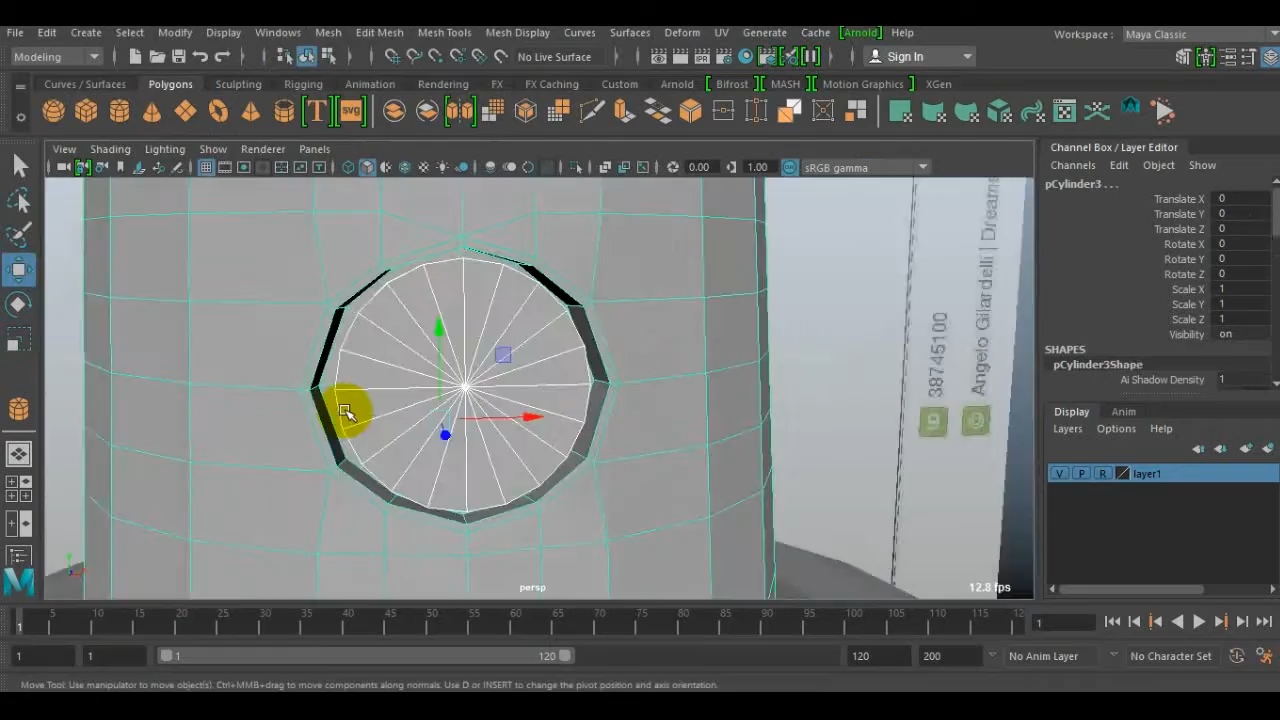 File Edit Create Select Modify Display Windows Mesh Edit Mesh Mesh Tools Mesh Display Curves Surfaces Deform UV Generate Cache [Arnold] Help Workspace : Maya Classic
Modeling No Live Surface Sign In
Curves / Surfaces Polygons Sculpting Rigging Animation Rendering FX FX Caching Custom Arnold Bifrost MASH Motion Graphics XGen
View Shading Lighting Show Renderer Panels
0.00 1.00 sRGB gamma
Channel Box / Layer Editor
Channels Edit Object Show
pCylinder3 . . .
Translate X 0
Translate Y 0
Translate Z 0
Rotate X 0
Rotate Y 0
Rotate Z 0
Scale X 1
Scale Y 1
Scale Z 1
Visibility on
SHAPES
pCylinder3Shape
Ai Shadow Density 1
Display Anim
Layers Options Help
V P R layer1
38745100
Angelo Gilardelli | Dreams
persp
12.8 fps
5 10 15 20 25 30 35 40 45 50 55 60 65 70 75 80 85 90 95 100 105 110 115 12
1 1
1 1 1 120 120 200 No Anim Layer No Character Set
Move Tool: Use manipulator to move object(s). Ctrl+MMB+drag to move components along normals. Use D or INSERT to change the pivot position and axis orientation.